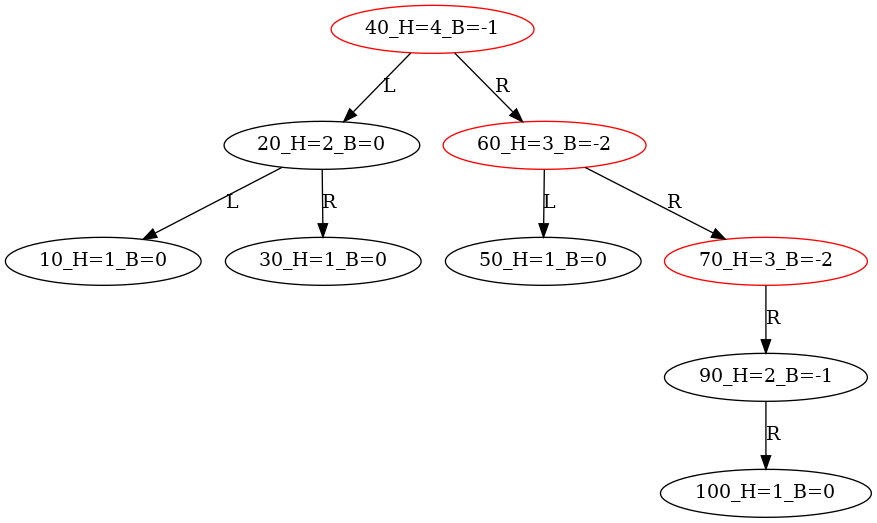 40_H=4_B=-1
L
R
20_H=2_B=0
60_H=3_B=-2
L
R
L
R
10_H=1_B=0
30_H=1_B=0
50_H=1_B=0
70_H=3_B=-2
R
90_H=2_B=-1
R
100_H=1_B=0